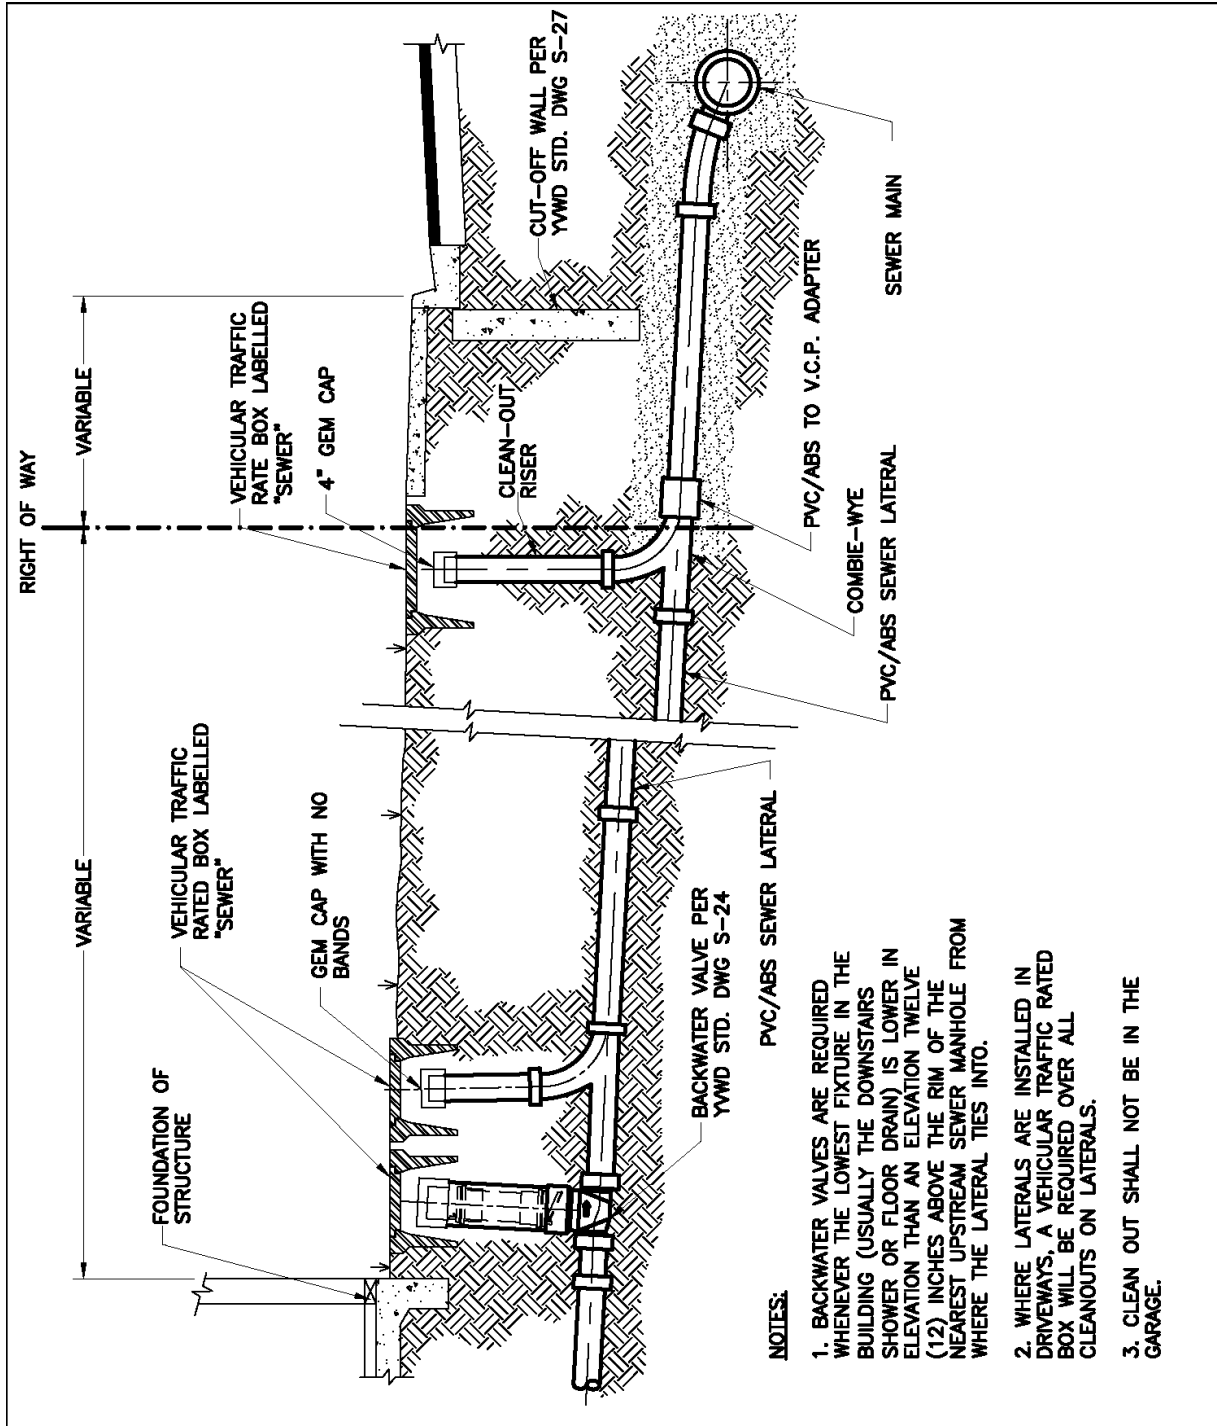 RIGHT OF WAY
VARIABLE
VARIABLE
FOUNDATION OF
STRUCTURE
VEHICULAR TRAFFIC
RATED BOX LABELLED
"SEWER"
GEM CAP WITH NO
BANDS
VEHICULAR TRAFFIC
RATE BOX LABELLED
"SEWER"
4" GEM CAP
CLEAN-OUT
RISER
CUT-OFF WALL PER
YVWD STD. DWG S-27
BACKWATER VALVE PER
YVWD STD. DWG S-24
PVC/ABS SEWER LATERAL
PVC/ABS SEWER LATERAL
COMBIE-WYE
PVC/ABS TO V.C.P. ADAPTER
SEWER MAIN
NOTES:
1. BACKWATER VALVES ARE REQUIRED
WHENEVER THE LOWEST FIXTURE IN THE
BUILDING (USUALLY THE DOWNSTAIRS
SHOWER OR FLOOR DRAIN) IS LOWER IN
ELEVATION THAN AN ELEVATION TWELVE
(12) INCHES ABOVE THE RIM OF THE
NEAREST UPSTREAM SEWER MANHOLE FROM
WHERE THE LATERAL TIES INTO.
2. WHERE LATERALS ARE INSTALLED IN
DRIVEWAYS, A VEHICULAR TRAFFIC RATED
BOX WILL BE REQUIRED OVER ALL
CLEANOUTS ON LATERALS.
3. CLEAN OUT SHALL NOT BE IN THE
GARAGE.